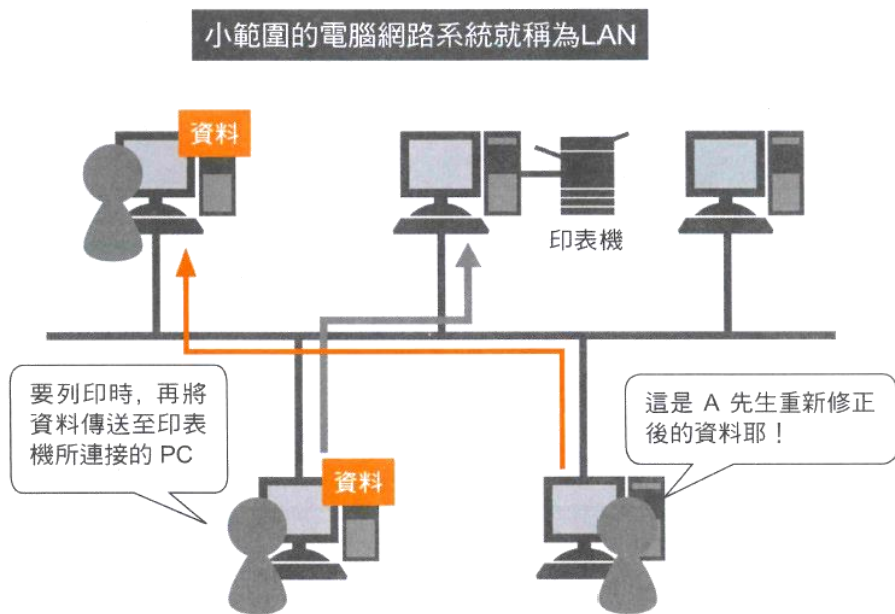 小範圍的電腦網路系統就稱為LAN
資料
印表機
要列印時, 再將
資料傳送至印表
機所連接的 PC
這是 A 先生重新修正
後的資料耶！
資料